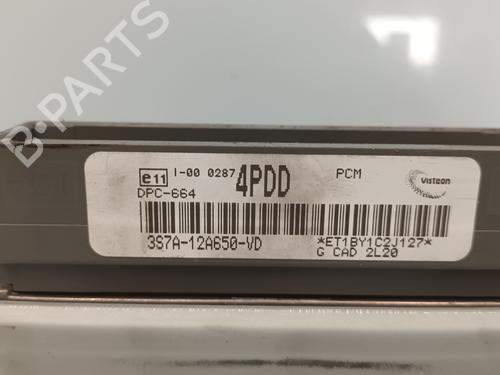 e11 I-00 0287 4PDD PCM Visteon
DPC-664
3S7A-12A650-VD *ET1BY1C2J127*
G CAD 2L20
B-PARTS